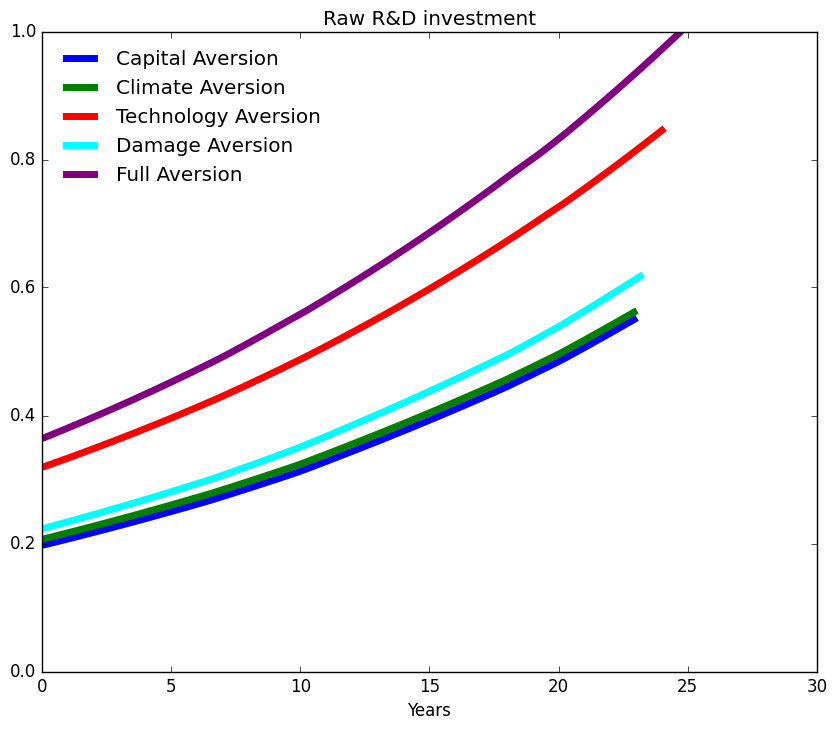 Raw R&D investment
1.0
0.8
0.6
0.4
0.2
0.0
Capital Aversion
Climate Aversion
Technology Aversion
Damage Aversion
Full Aversion
0 5 10 15 20 25 30
Years